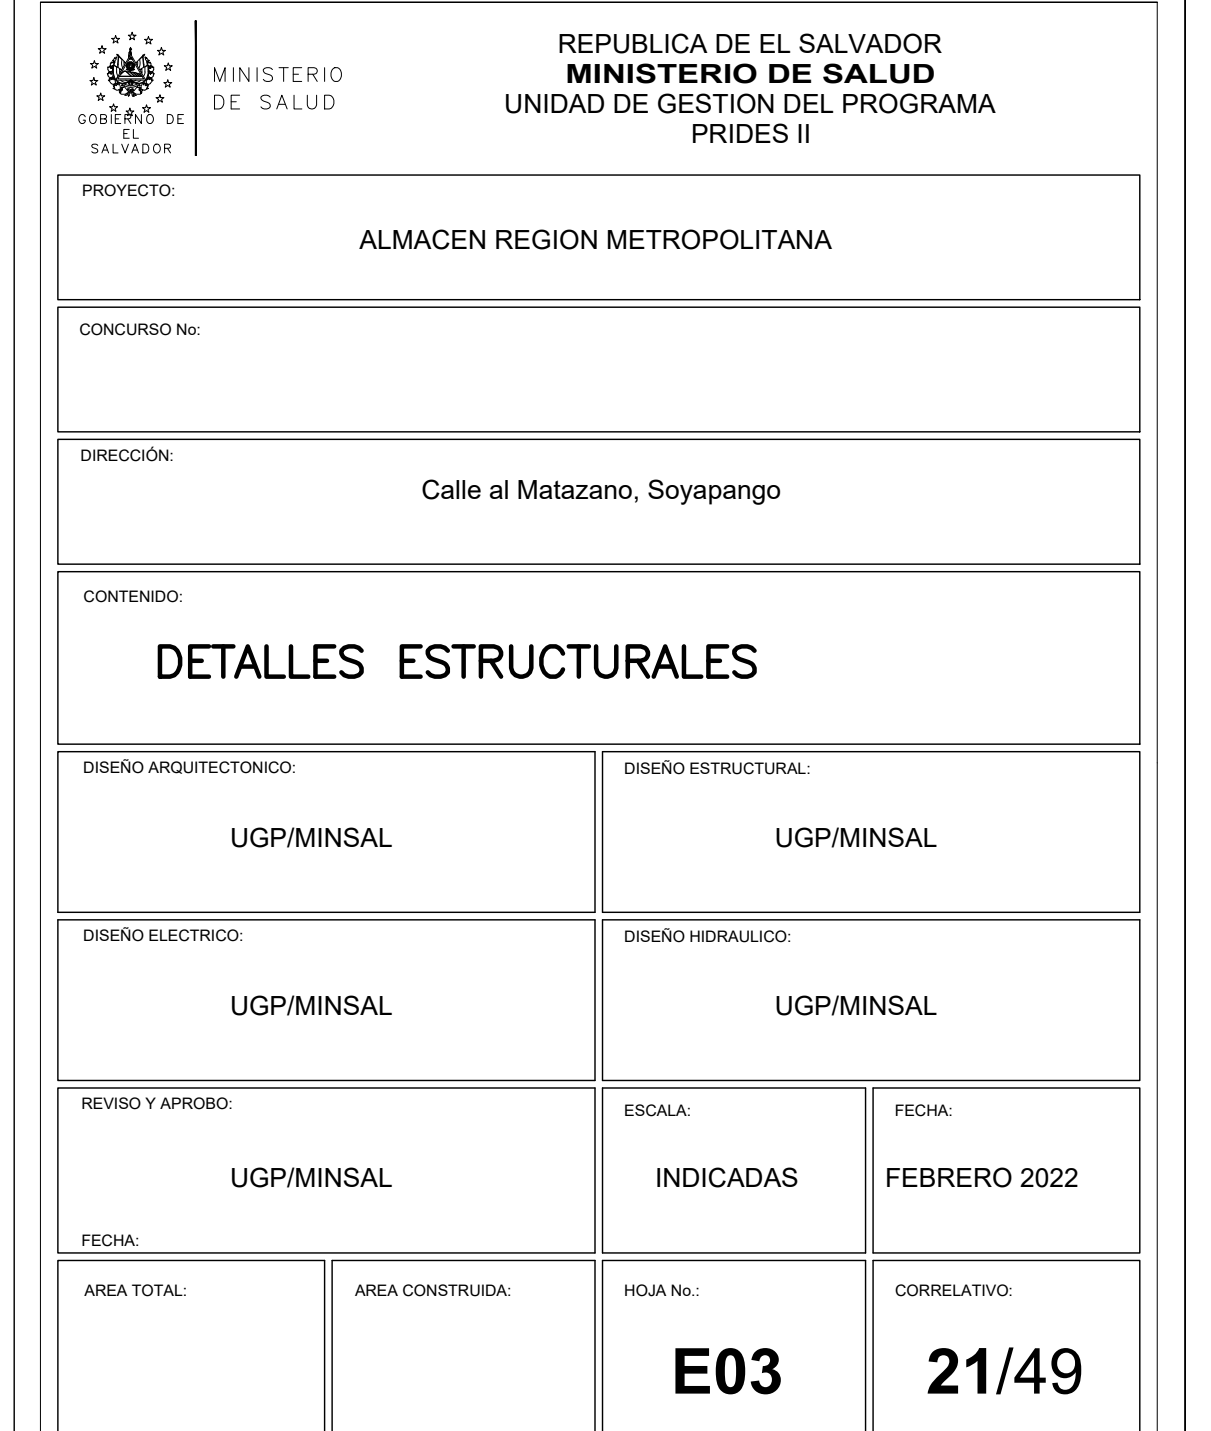 GOBIERNO DE
EL
SALVADOR
MINISTERIO
DE SALUD
REPUBLICA DE EL SALVADOR
MINISTERIO DE SALUD
UNIDAD DE GESTION DEL PROGRAMA
PRIDES II
PROYECTO:
ALMACEN REGION METROPOLITANA
CONCURSO No:
DIRECCIÓN:
Calle al Matazano, Soyapango
CONTENIDO:
DETALLES ESTRUCTURALES
DISEÑO ARQUITECTONICO:
UGP/MINSAL
DISEÑO ESTRUCTURAL:
UGP/MINSAL
DISEÑO ELECTRICO:
UGP/MINSAL
DISEÑO HIDRAULICO:
UGP/MINSAL
REVISO Y APROBO:
UGP/MINSAL
FECHA:
ESCALA:
INDICADAS
FECHA:
FEBRERO 2022
AREA TOTAL:
AREA CONSTRUIDA:
HOJA No.:
E03
CORRELATIVO:
21/49